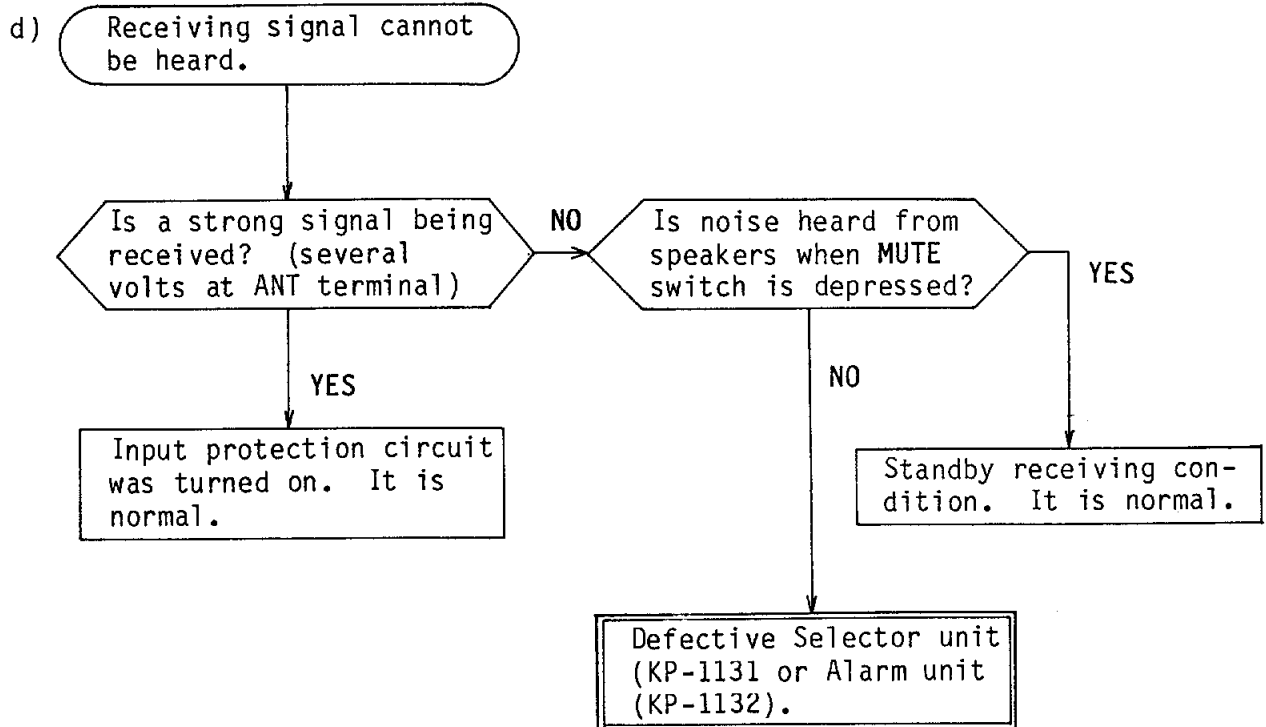 d)
Receiving signal cannot
be heard.
Is a strong signal being
received? (several
volts at ANT terminal)
NO
Is noise heard from
speakers when MUTE
switch is depressed?
YES
YES
NO
Input protection circuit
was turned on. It is
normal.
Standby receiving con-
dition. It is normal.
Defective Selector unit
(KP-1131 or Alarm unit
(KP-1132).